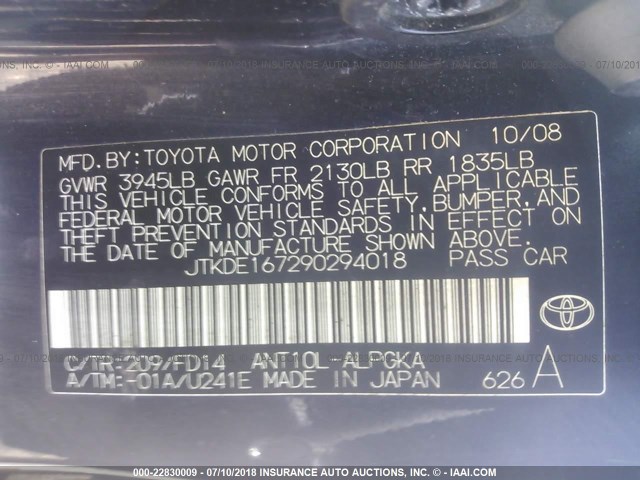 MFD. BY: TOYOTA MOTOR CORPORATION 10/08
GVWR 3945LB GAWR FR 2130LB RR 1835LB
THIS VEHICLE CONFORMS TO ALL APPLICABLE
FEDERAL MOTOR VEHICLE SAFETY, BUMPER, AND
THEFT PREVENTION STANDARDS IN EFFECT ON
THE DATE OF MANUFACTURE SHOWN ABOVE.
JTKDE167290294018 PASS CAR
C/TR: 209/FD14 ANT10L-ALPGKA
A/TM: -01A/U241E MADE IN JAPAN 626 A
000-22830009 - 07/10/2018 INSURANCE AUTO AUCTIONS - IAAI.COM